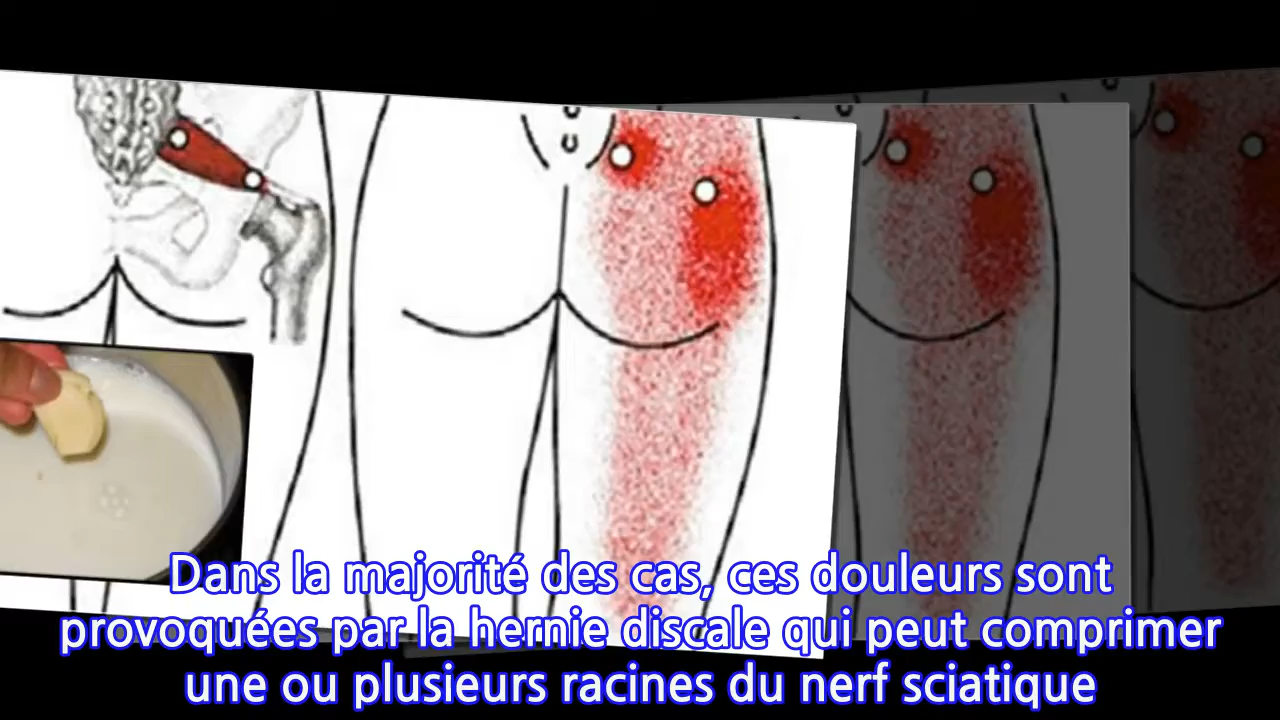 Dans la majorité des cas, ces douleurs sont
provoquées par la hernie discale qui peut comprimer
une ou plusieurs racines du nerf sciatique